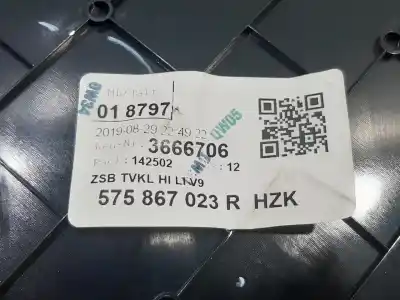 01 8797
2019-08-29 22:49:22
3666706
142502 : 12
ZSB TVKL HI LI V9
575 867 023 R HZK
0W05